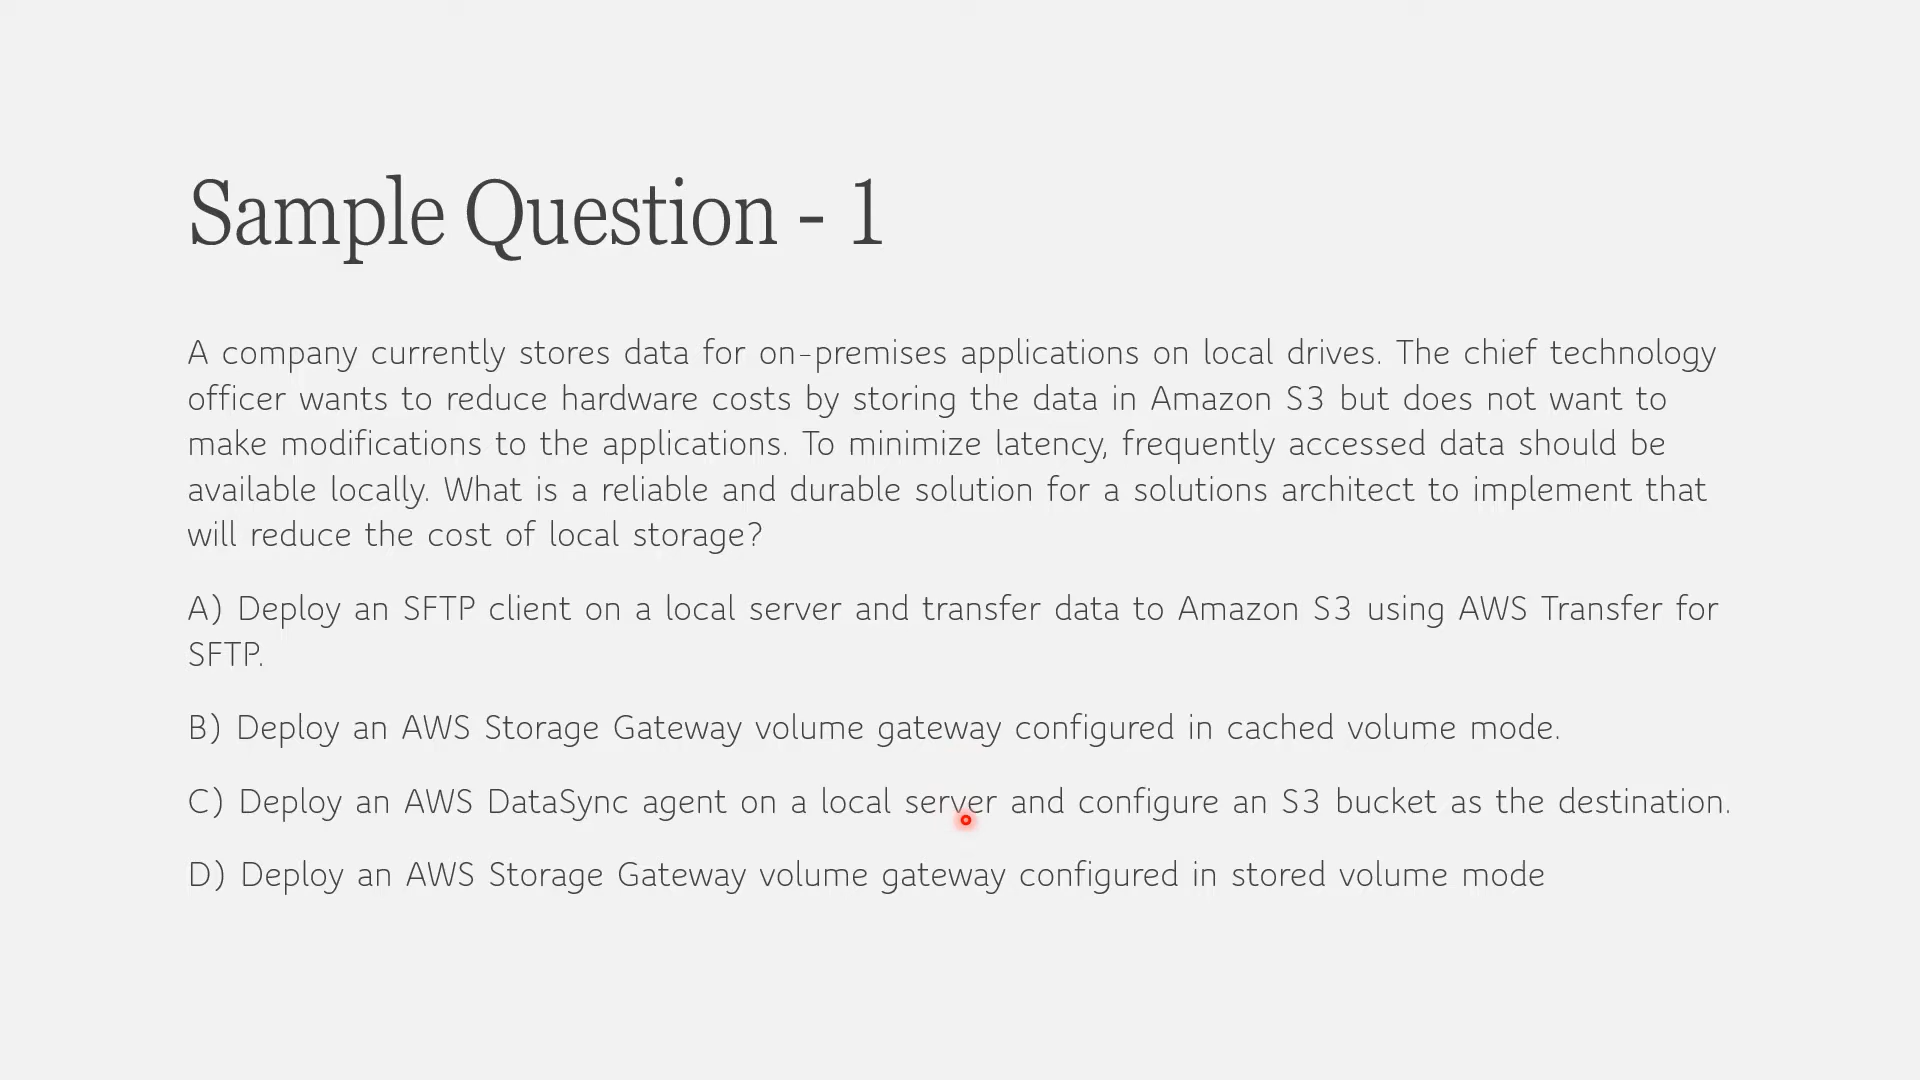 Sample Question - 1
A company currently stores data for on-premises applications on local drives. The chief technology
officer wants to reduce hardware costs by storing the data in Amazon S3 but does not want to
make modifications to the applications. To minimize latency, frequently accessed data should be
available locally. What is a reliable and durable solution for a solutions architect to implement that
will reduce the cost of local storage?
A) Deploy an SFTP client on a local server and transfer data to Amazon S3 using AWS Transfer for
SFTP.
B) Deploy an AWS Storage Gateway volume gateway configured in cached volume mode.
C) Deploy an AWS DataSync agent on a local server and configure an S3 bucket as the destination.
D) Deploy an AWS Storage Gateway volume gateway configured in stored volume mode